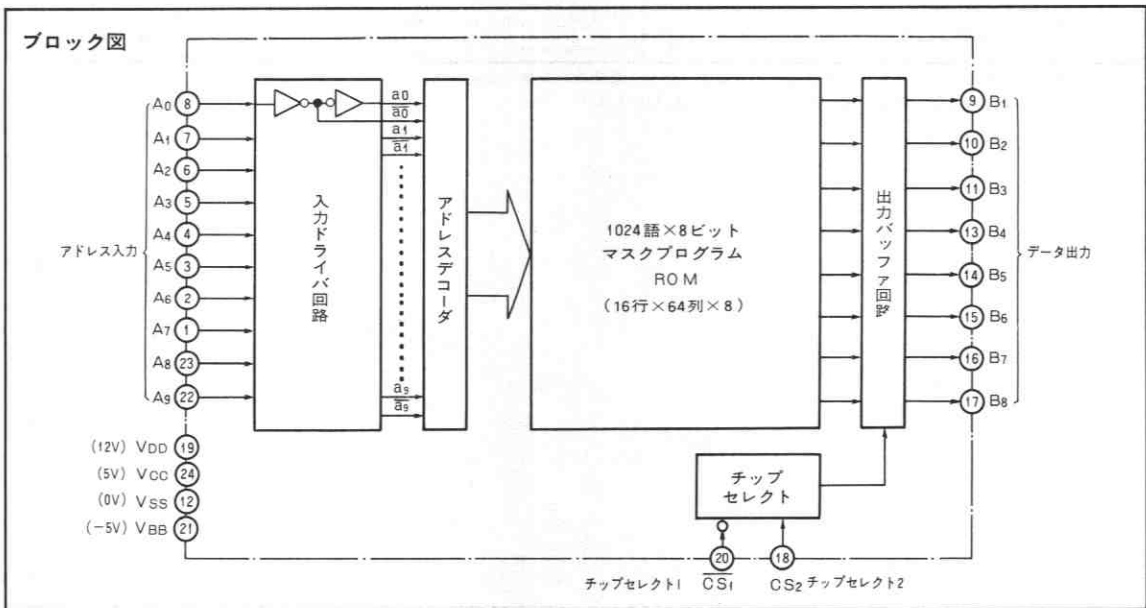 ブロック図
アドレス入力
A0 8
A1 7
A2 6
A3 5
A4 4
A5 3
A6 2
A7 1
A8 23
A9 22
(12V) VDD 19
(5V) VCC 24
(0V) VSS 12
(-5V) VBB 21
入力ドライバ回路
a0
a̅0̅
a1
a̅1̅
a9
a̅9̅
アドレスデコーダ
1024語×8ビット
マスクプログラム
ROM
(16行×64列×8)
出力バッファ回路
9 B1
10 B2
11 B3
13 B4
14 B5
15 B6
16 B7
17 B8
データ出力
チップ
セレクト
20 18
チップセレクト1 C̅S̅1̅ CS2 チップセレクト2